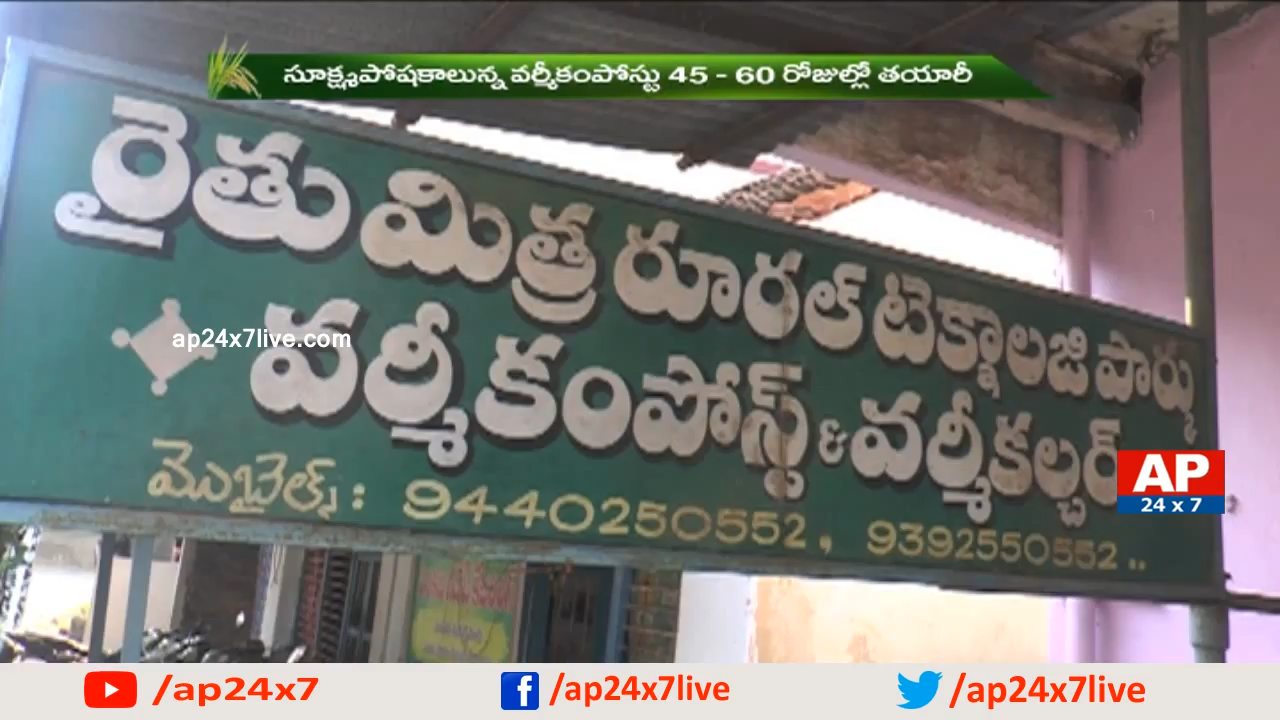 సూక్ష్మపోషకాలున్న వర్మీకంపోస్టు 45 - 60 రోజుల్లో తయారీ
రైతు మిత్ర రూరల్ టెక్నాలజి పార్కు
ap24x7live.com
వర్మీకంపోస్ట్ & వర్మీకల్చర్
మొబైల్స్ : 9440250552, 9392550552..
AP
24 x 7
/ap24x7 /ap24x7live /ap24x7live